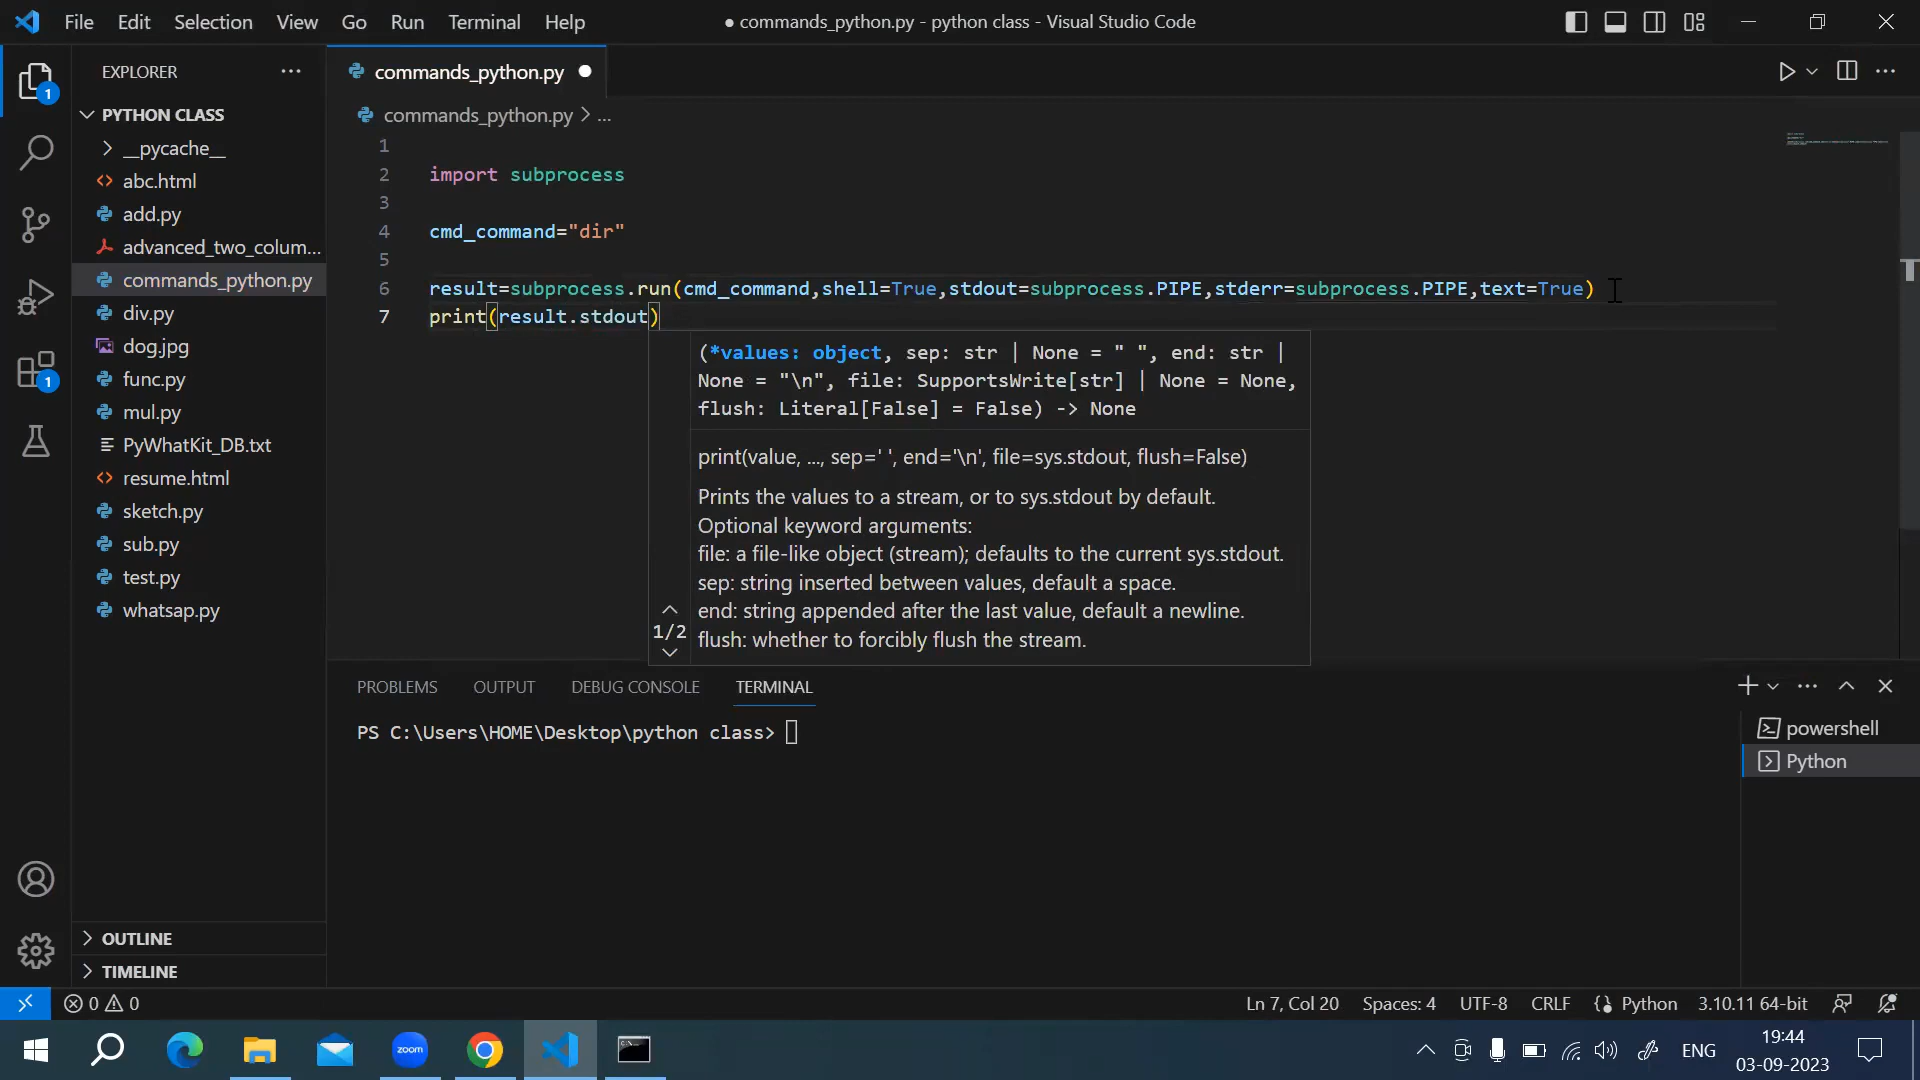 File Edit Selection View Go Run Terminal Help
● commands_python.py - python class - Visual Studio Code
EXPLORER
commands_python.py
PYTHON CLASS
commands_python.py > ...
__pycache__
abc.html
add.py
advanced_two_colum...
commands_python.py
div.py
dog.jpg
func.py
mul.py
PyWhatKit_DB.txt
resume.html
sketch.py
sub.py
test.py
whatsap.py
OUTLINE
TIMELINE
1
1
1
2 import subprocess
3
4 cmd_command="dir"
5
6 result=subprocess.run(cmd_command,shell=True,stdout=subprocess.PIPE,stderr=subprocess.PIPE,text=True)
7 print(result.stdout)
(*values: object, sep: str | None = " ", end: str |
None = "\n", file: SupportsWrite[str] | None = None,
flush: Literal[False] = False) -> None
print(value, ..., sep=' ', end='\n', file=sys.stdout, flush=False)
Prints the values to a stream, or to sys.stdout by default.
Optional keyword arguments:
file: a file-like object (stream); defaults to the current sys.stdout.
sep: string inserted between values, default a space.
end: string appended after the last value, default a newline.
flush: whether to forcibly flush the stream.
1/2
PROBLEMS OUTPUT DEBUG CONSOLE TERMINAL
PS C:\Users\HOME\Desktop\python class>
powershell
Python
0 0
Ln 7, Col 20 Spaces: 4 UTF-8 CRLF Python 3.10.11 64-bit
zoom
ENG
19:44
03-09-2023